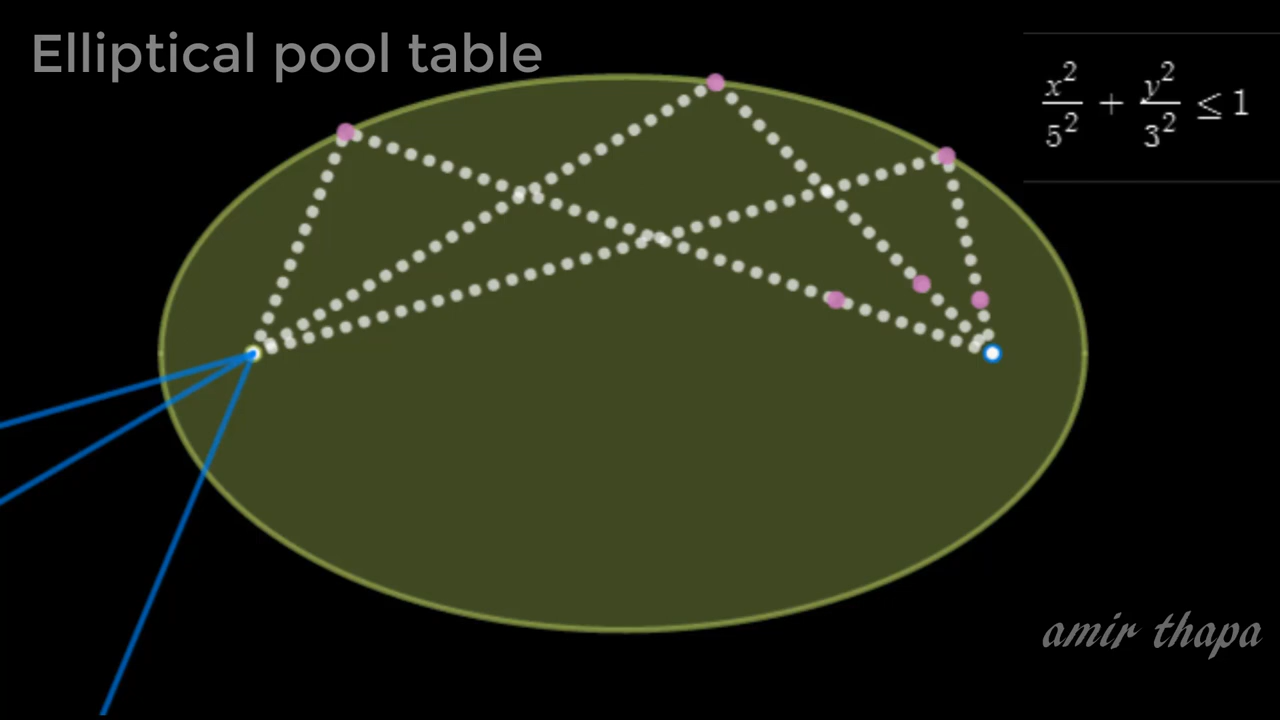 Elliptical pool table
x²/5² + y²/3² ≤ 1
amir thapa